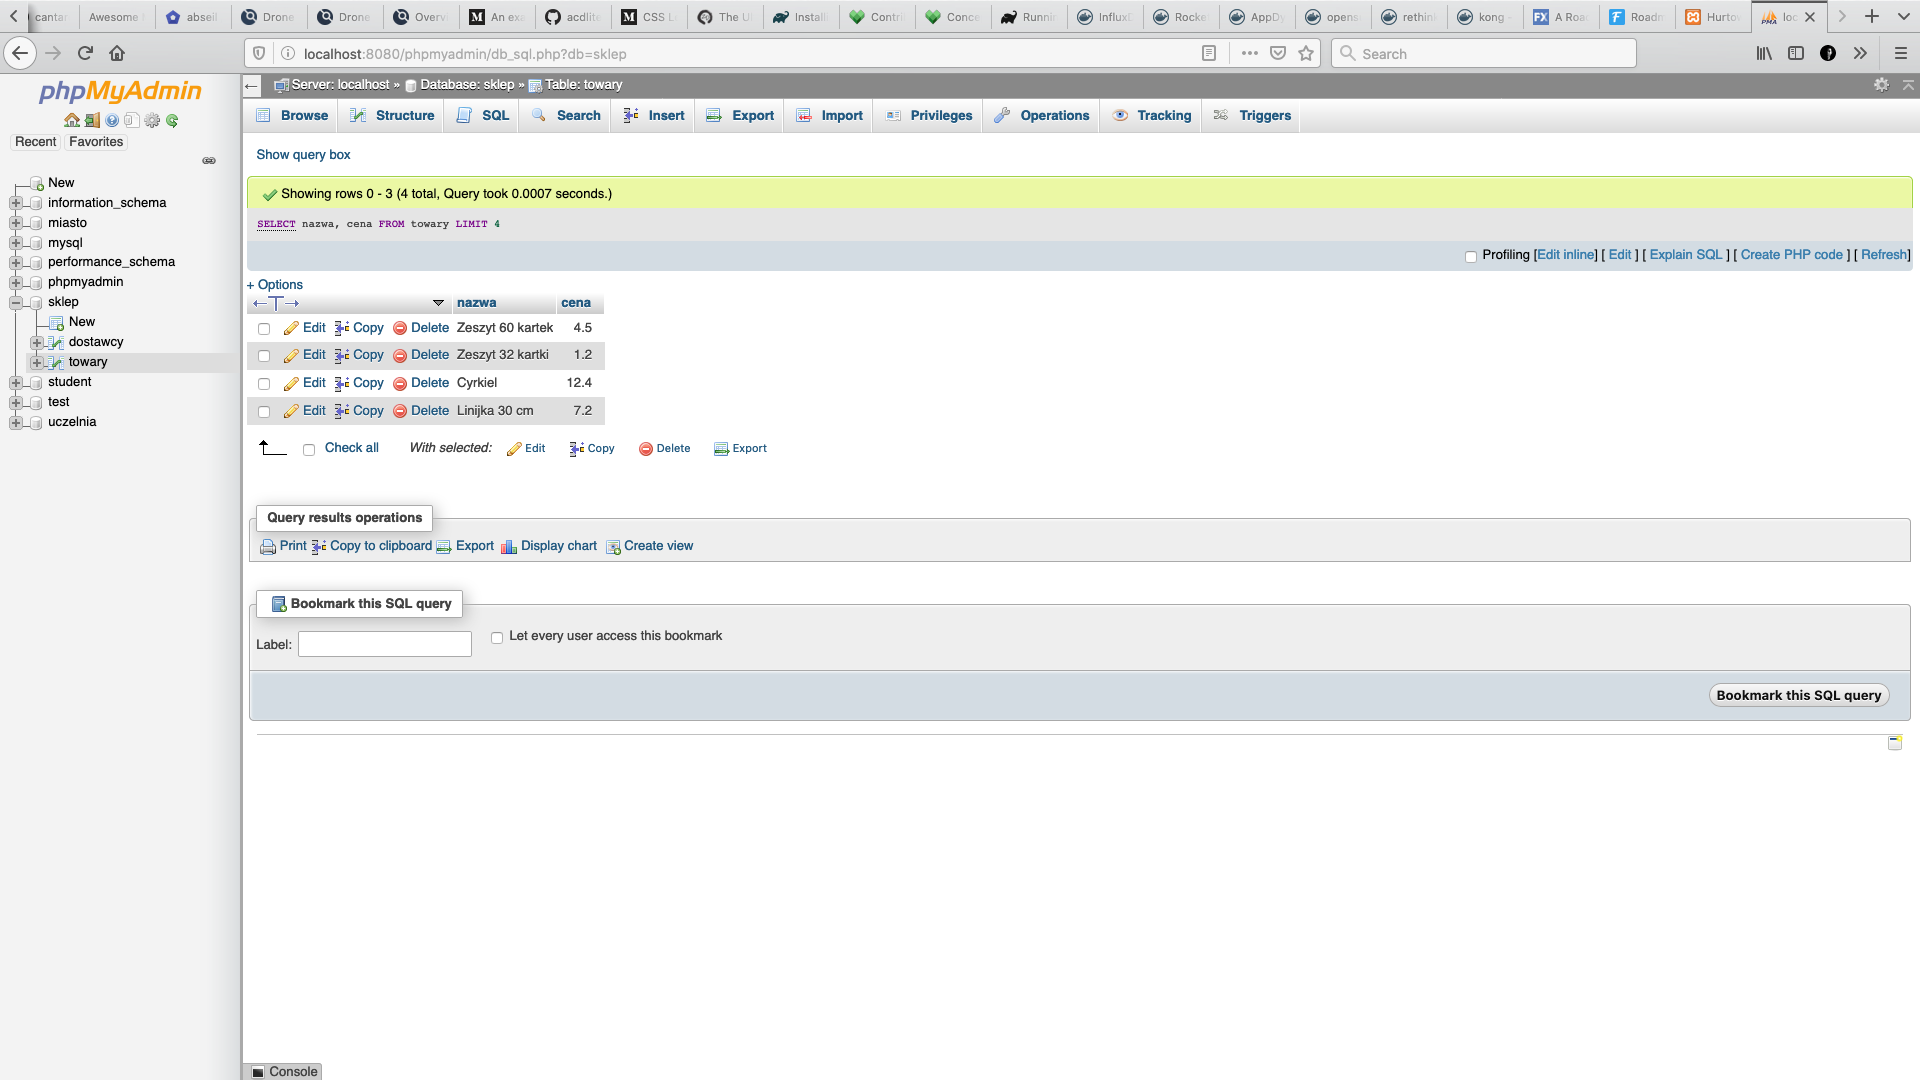 cantar
Awesome
abseil
Drone
Drone
Overvi
An exa
acdlite
CSS L
The UI
Install
Contri
Conce
Runni
Influx
Rocke
AppDy
opens
rethin
kong -
A Roa
Roadm
Hurto
loc
localhost:8080/phpmyadmin/db_sql.php?db=sklep
Search
phpMyAdmin
Recent
Favorites
New
information_schema
miasto
mysql
performance_schema
phpmyadmin
sklep
New
dostawcy
towary
student
test
uczelnia
Server: localhost » Database: sklep » Table: towary
Browse
Structure
SQL
Search
Insert
Export
Import
Privileges
Operations
Tracking
Triggers
Show query box
Showing rows 0 - 3 (4 total, Query took 0.0007 seconds.)
SELECT nazwa, cena FROM towary LIMIT 4
Profiling [Edit inline] [ Edit ] [ Explain SQL ] [ Create PHP code ] [ Refresh]
+ Options
nazwa cena
Edit Copy Delete Zeszyt 60 kartek 4.5
Edit Copy Delete Zeszyt 32 kartki 1.2
Edit Copy Delete Cyrkiel 12.4
Edit Copy Delete Linijka 30 cm 7.2
Check all With selected: Edit Copy Delete Export
Query results operations
Print Copy to clipboard Export Display chart Create view
Bookmark this SQL query
Label:
Let every user access this bookmark
Bookmark this SQL query
Console